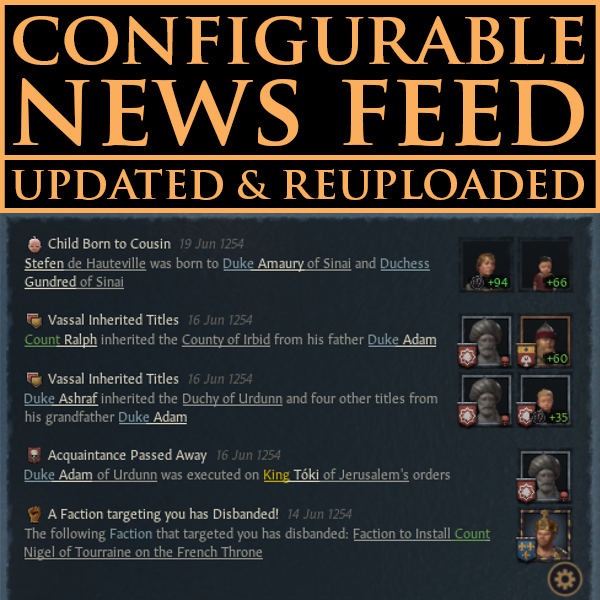 CONFIGURABLE
NEWS FEED
UPDATED & REUPLOADED
Child Born to Cousin 19 Jun 1254
Stefen de Hauteville was born to Duke Amaury of Sinai and Duchess
Gundred of Sinai
+94 +66
Vassal Inherited Titles 16 Jun 1254
Count Ralph inherited the County of Irbid from his father Duke Adam
+60
Vassal Inherited Titles 16 Jun 1254
Duke Ashraf inherited the Duchy of Urdunn and four other titles from
his grandfather Duke Adam
+35
Acquaintance Passed Away 16 Jun 1254
Duke Adam of Urdunn was executed on King Tóki of Jerusalem's orders
A Faction targeting you has Disbanded! 14 Jun 1254
The following Faction that targeted you has disbanded: Faction to Install Count
Nigel of Tourraine on the French Throne